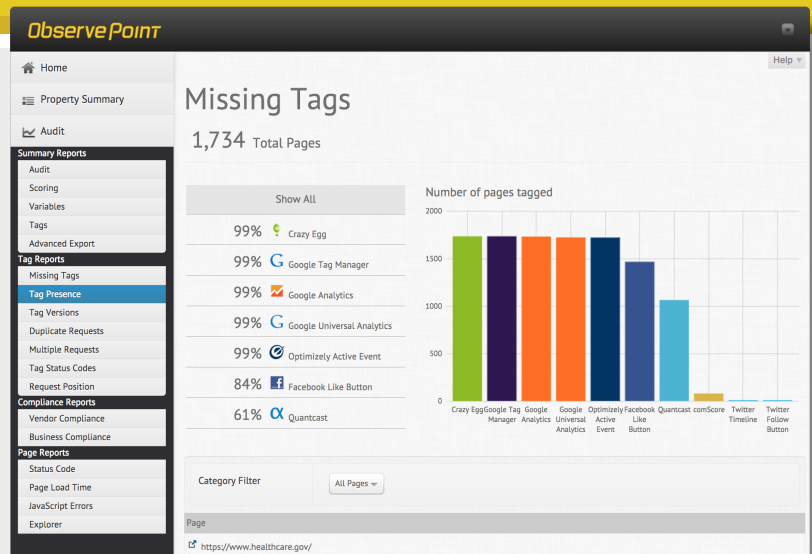 ObservePoint
Help
Home
Property Summary
Audit
Summary Reports
Audit
Scoring
Variables
Tags
Advanced Export
Tag Reports
Missing Tags
Tag Presence
Tag Versions
Duplicate Requests
Multiple Requests
Tag Status Codes
Request Position
Compliance Reports
Vendor Compliance
Business Compliance
Page Reports
Status Code
Page Load Time
JavaScript Errors
Explorer
Missing Tags
1,734 Total Pages
Show All
99% Crazy Egg
99% Google Tag Manager
99% Google Analytics
99% Google Universal Analytics
99% Optimizely Active Event
84% Facebook Like Button
61% Quantcast
Number of pages tagged
2000
1500
1000
500
0
Crazy Egg
Google Tag
Manager
Google
Analytics
Google
Universal
Analytics
Optimizely
Active
Event
Facebook
Like
Button
Quantcast
comScore
Twitter
Timeline
Twitter
Follow
Button
Category Filter
All Pages
Page
https://www.healthcare.gov/